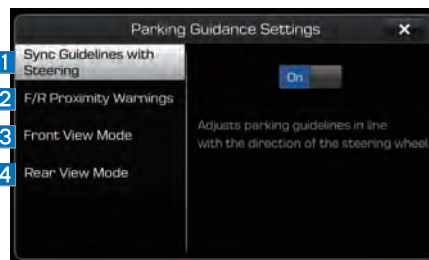 Parking Guidance Settings
1 Sync Guidelines with
Steering
On
2 F/R Proximity Warnings
3 Front View Mode
4 Rear View Mode
Adjusts parking guidelines in line
with the direction of the steering wheel